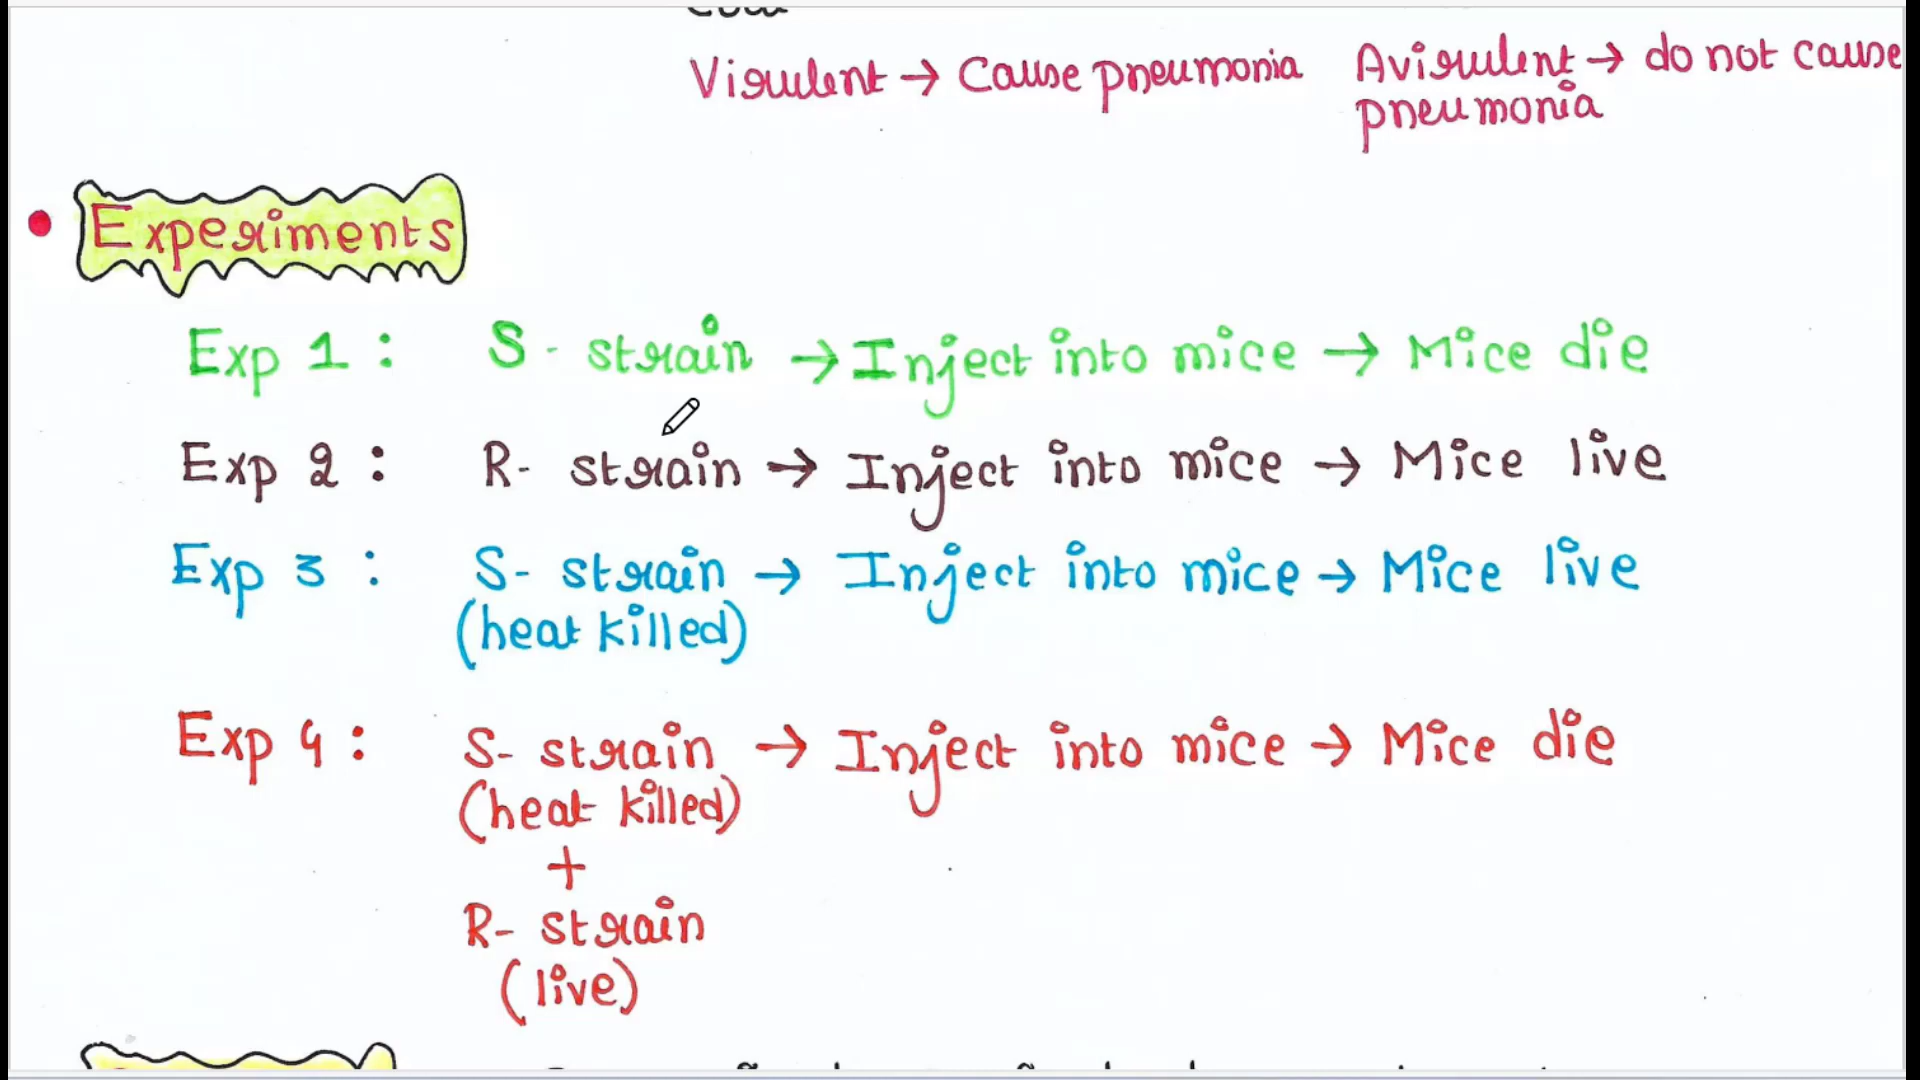 Virulent → Cause pneumonia
Avirulent → do not cause
pneumonia
• Experiments
Exp 1 : S - strain → Inject into mice → Mice die
Exp 2 : R- strain → Inject into mice → Mice live
Exp 3 : S- strain → Inject into mice → Mice live
(heat killed)
Exp 4 : S- strain → Inject into mice → Mice die
(heat killed)
+
R- strain
(live)